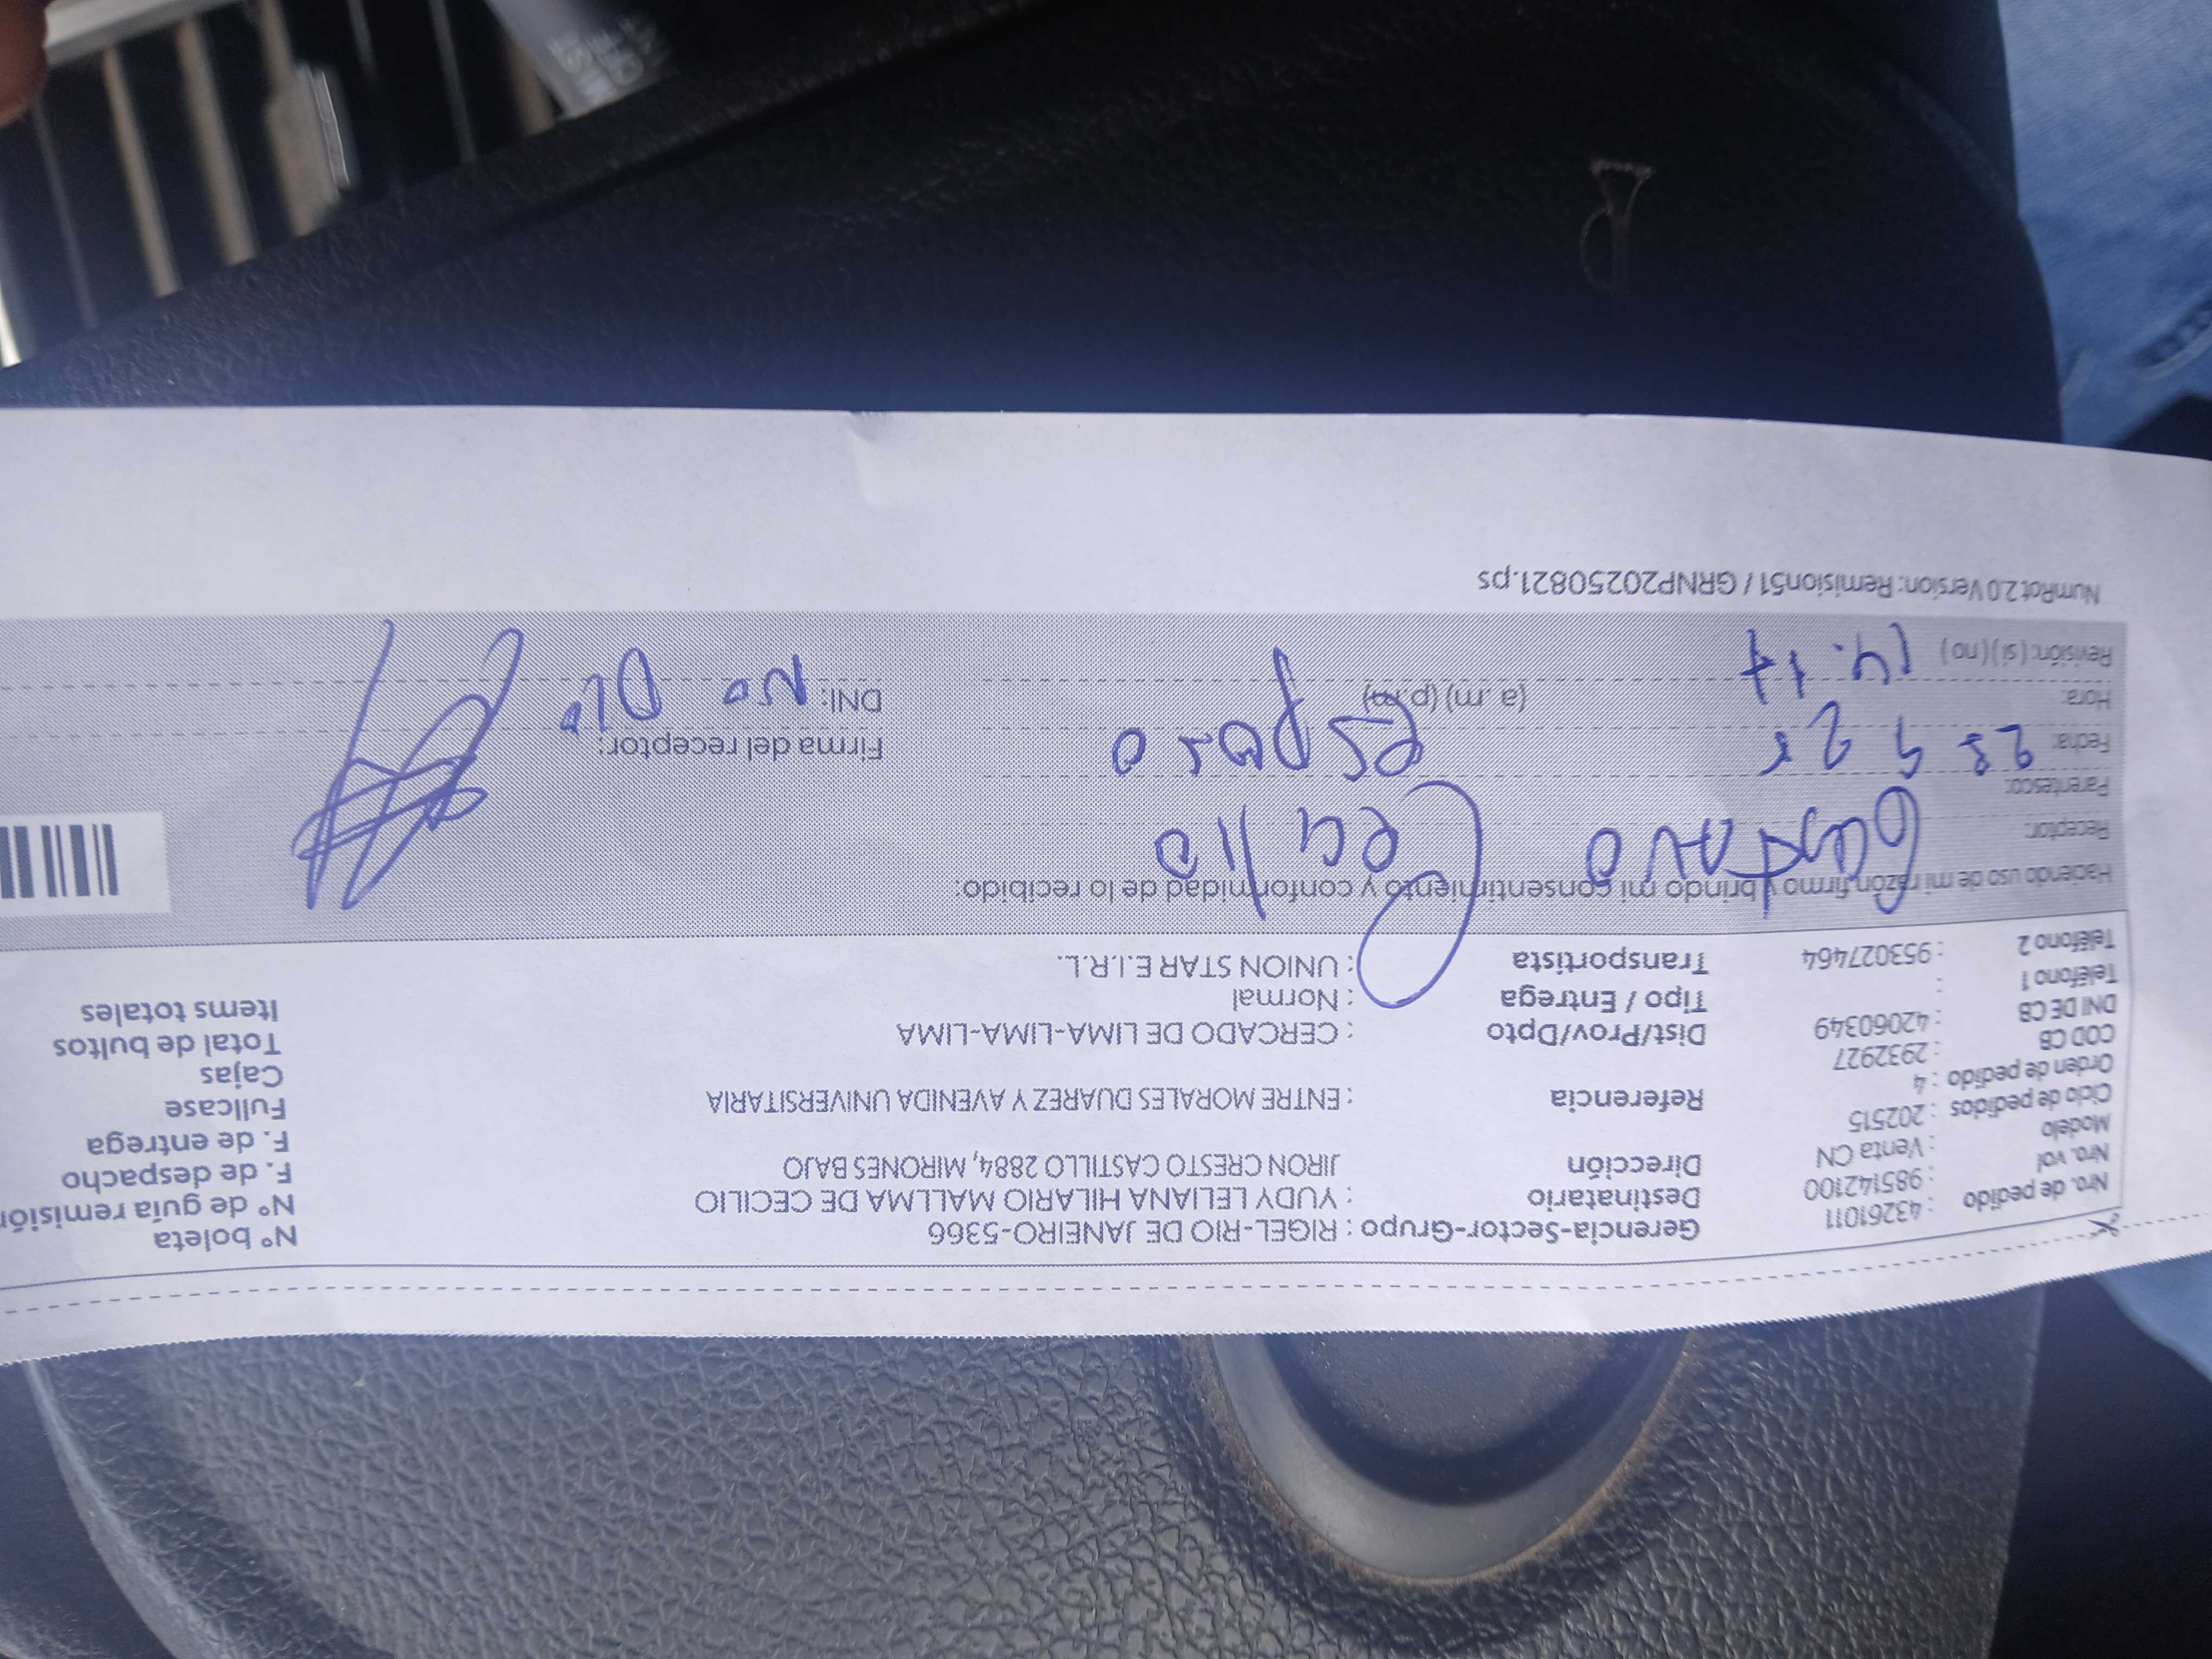 Nro. de pedido : 43261011 Gerencia-Sector-Grupo : RIGEL-RIO DE JANEIRO-5366 N° boleta
Nro. vol : 985142100 Destinatario : YUDY LELIANA HILARIO MALLMA DE CECILIO N° de guía remisión
Modelo : Venta CN Dirección JIRON CRESTO CASTILLO 2884, MIRONES BAJO F. de despacho
Ciclo de pedidos : 202515 F. de entrega
Orden de pedido : 4 Referencia : ENTRE MORALES DUAREZ Y AVENIDA UNIVERSITARIA Fullcase
COD CB : 2932927 Cajas
DNI DE CB : 42060349 Dist/Prov/Dpto : CERCADO DE LIMA-LIMA-LIMA Total de bultos
Teléfono 1 : Tipo / Entrega : Normal Items totales
Teléfono 2 : 953027464 Transportista : UNION STAR E.I.R.L.
Haciendo uso de mi razón firmo y brindo mi consentimiento y conformidad de lo recibido:
Receptor: Gustavo
Parentesco: esposo
Fecha: Firma del receptor:
Hora: (a. m) (p.m) DNI: No Dio
Revisión: (si) (no) 14:17
NumRot 2.0 Version: Remision51 / GRNP20250821.ps